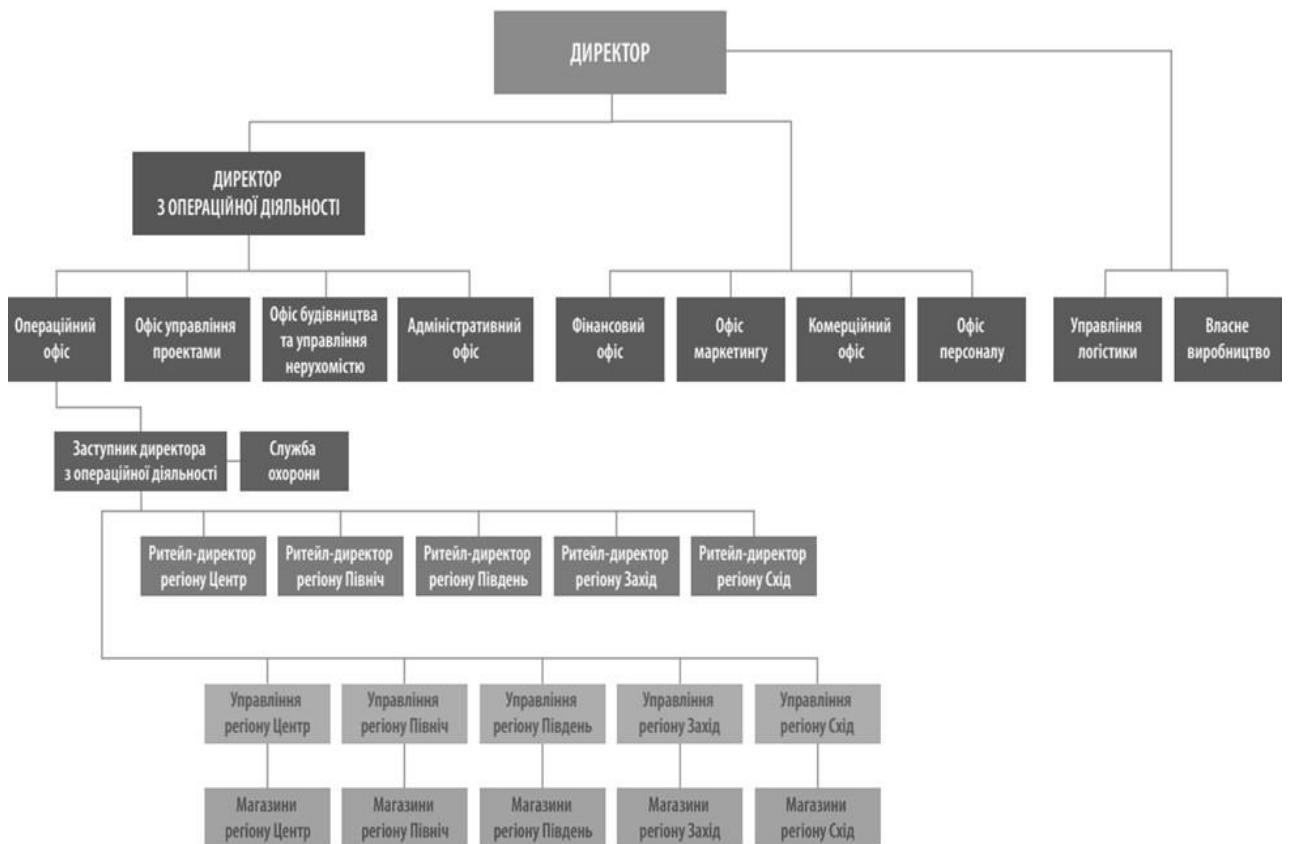 ДИРЕКТОР
ДИРЕКТОР
З ОПЕРАЦІЙНОЇ ДІЯЛЬНОСТІ
Операційний
офіс
Офіс управління
проектами
Офіс будівництва
та управління
нерухомістю
Адміністративний
офіс
Фінансовий
офіс
Офіс
маркетингу
Комерційний
офіс
Офіс
персоналу
Управління
логістики
Власне
виробництво
Заступник директора
з операційної діяльності
Служба
охорони
Ритейл-директор
регіону Центр
Ритейл-директор
регіону Північ
Ритейл-директор
регіону Південь
Ритейл-директор
регіону Захід
Ритейл-директор
регіону Схід
Управління
регіону Центр
Управління
регіону Північ
Управління
регіону Південь
Управління
регіону Захід
Управління
регіону Схід
Магазини
регіону Центр
Магазини
регіону Північ
Магазини
регіону Південь
Магазини
регіону Захід
Магазини
регіону Схід